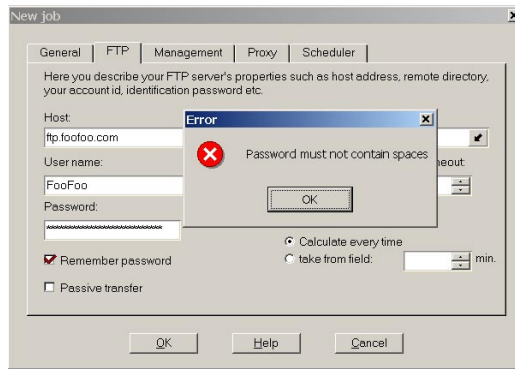 New job
General FTP Management Proxy Scheduler
Here you describe your FTP server's properties such as host address, remote directory,
your account id, identification password etc.
Host:
ftp.foofoo.com
User name:
FooFoo
Password:
****************************
Remember password
Passive transfer
Error
Password must not contain spaces
OK
Calculate every time
take from field: min.
OK Help Cancel